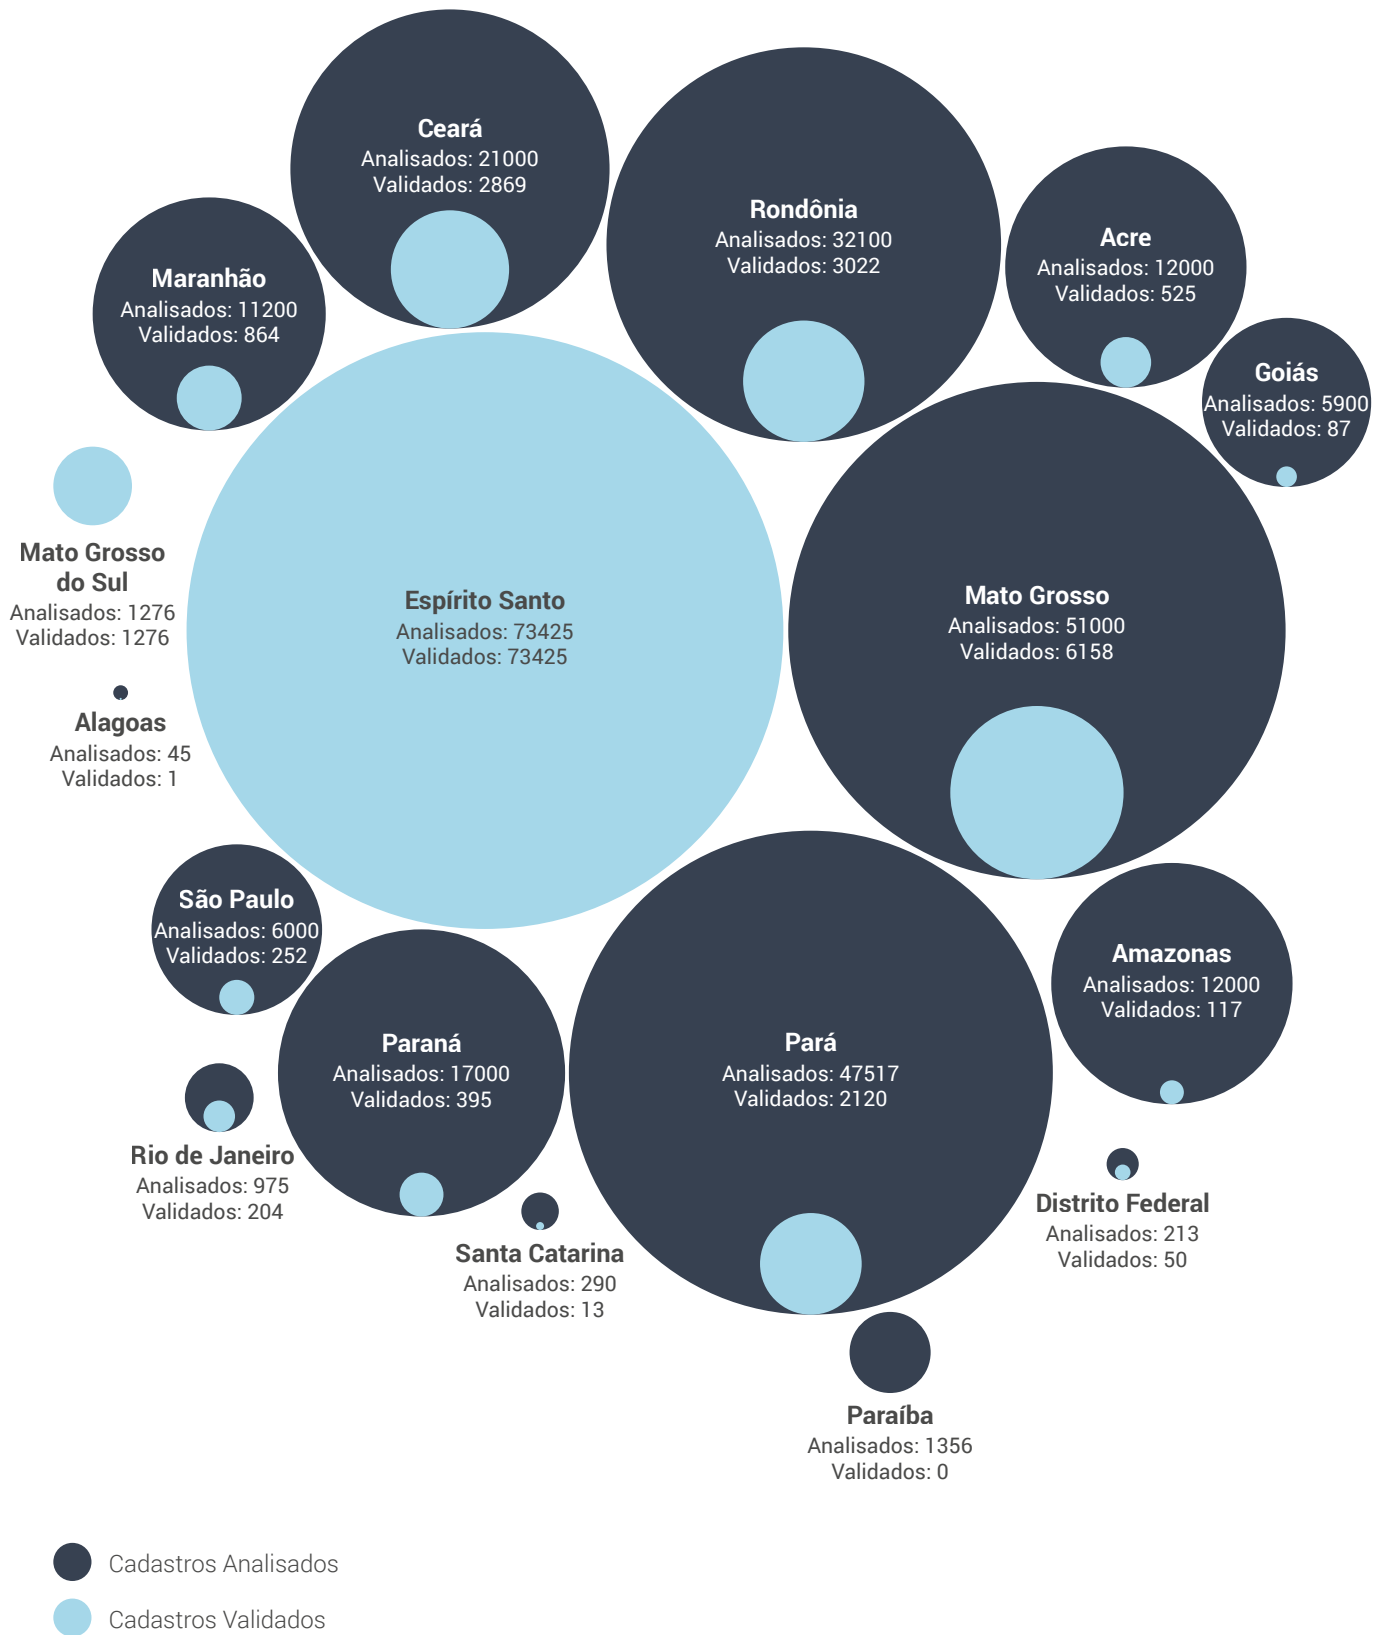 Ceará
Analisados: 21000
Validados: 2869
Rondônia
Analisados: 32100
Validados: 3022
Acre
Analisados: 12000
Validados: 525
Maranhão
Analisados: 11200
Validados: 864
Goiás
Analisados: 5900
Validados: 87
Mato Grosso
do Sul
Analisados: 1276
Validados: 1276
Espírito Santo
Analisados: 73425
Validados: 73425
Mato Grosso
Analisados: 51000
Validados: 6158
Alagoas
Analisados: 45
Validados: 1
São Paulo
Analisados: 6000
Validados: 252
Amazonas
Analisados: 12000
Validados: 117
Paraná
Analisados: 17000
Validados: 395
Pará
Analisados: 47517
Validados: 2120
Rio de Janeiro
Analisados: 975
Validados: 204
Distrito Federal
Analisados: 213
Validados: 50
Santa Catarina
Analisados: 290
Validados: 13
Paraíba
Analisados: 1356
Validados: 0
Cadastros Analisados
Cadastros Validados